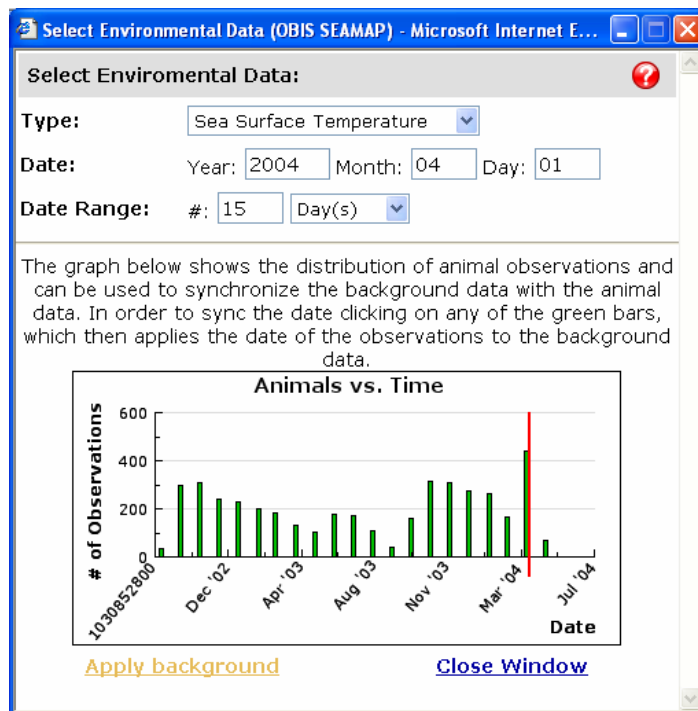 Select Environmental Data (OBIS SEAMAP) - Microsoft Internet E...
Select Enviromental Data:
?
Type: Sea Surface Temperature
Date: Year: 2004 Month: 04 Day: 01
Date Range: #: 15 Day(s)
The graph below shows the distribution of animal observations and
can be used to synchronize the background data with the animal
data. In order to sync the date clicking on any of the green bars,
which then applies the date of the observations to the background
data.
Animals vs. Time
# of Observations
600
400
200
0
1030852800 Dec '02 Apr '03 Aug '03 Nov '03 Mar '04 Jul '04
Date
Apply background Close Window